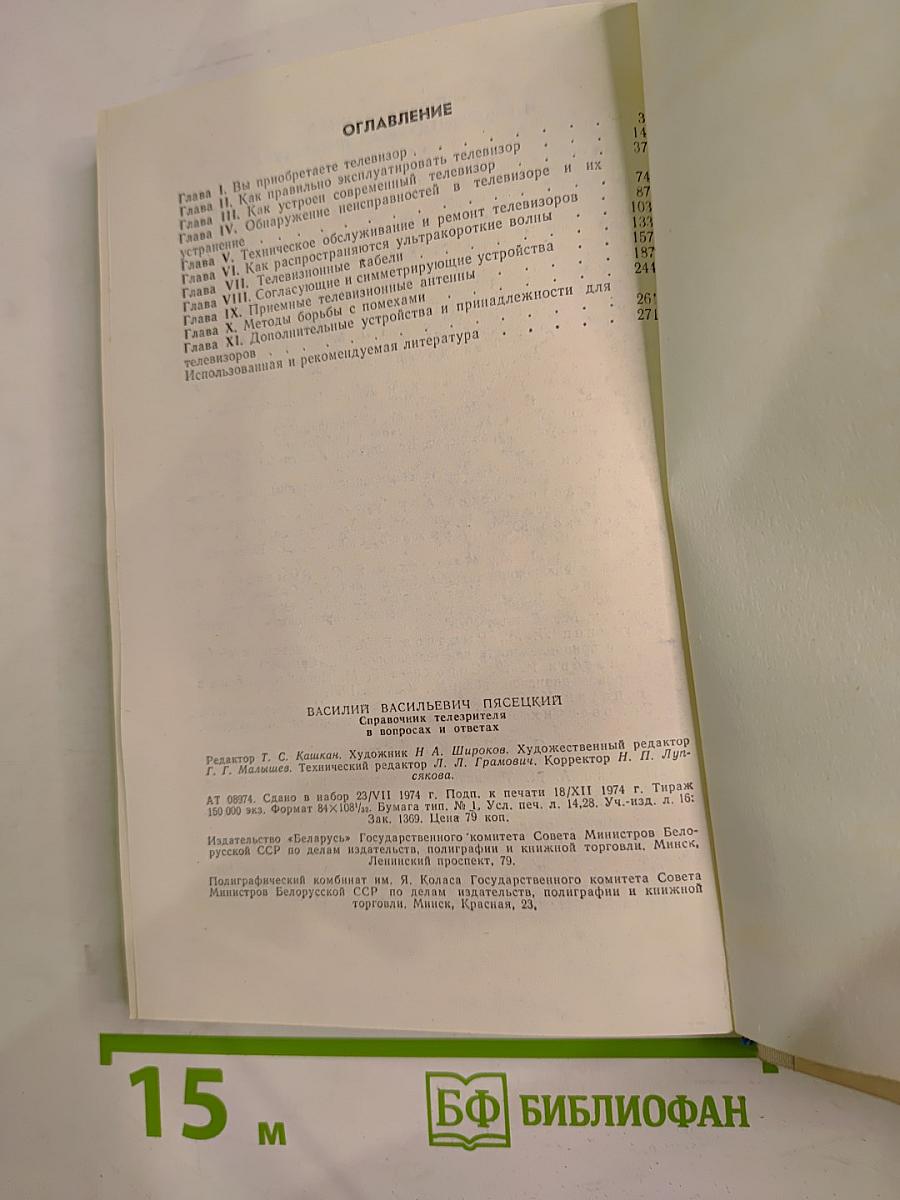 ОГЛАВЛЕНИЕ
Глава I. Вы приобретаете телевизор . . . . . . . 3
Глава II. Как правильно эксплуатировать телевизор . . . 14
Глава III. Как устроен современный телевизор . . . . 37
Глава IV. Обнаружение неисправностей в телевизоре и их
устранение . . . . . . . . . . . . 74
Глава V. Техническое обслуживание и ремонт телевизоров . 87
Глава VI. Как распространяются ультракороткие волны . . 103
Глава VII. Телевизионные кабели . . . . . . . 133
Глава VIII. Согласующие и симметрирующие устройства . . 157
Глава IX. Приемные телевизионные антенны . . . . . 187
Глава X. Методы борьбы с помехами . . . . . . 244
Глава XI. Дополнительные устройства и принадлежности для
телевизоров . . . . . . . . . . . . 261
Использованная и рекомендуемая литература . . . . . 271
ВАСИЛИЙ ВАСИЛЬЕВИЧ ПЯСЕЦКИЙ
Справочник телезрителя
в вопросах и ответах
Редактор Т. С. Кашкан. Художник Н А. Широков. Художественный редактор
Г. Г. Малышев. Технический редактор Л. Л. Грамович. Корректор Н. П. Луп-
сякова.
АТ 08974. Сдано в набор 23/VII 1974 г. Подп. к печати 18/XII 1974 г. Тираж
150 000 экз. Формат 84×108¹/₃₂. Бумага тип. № 1. Усл. печ. л. 14,28. Уч.-изд. л. 16:
Зак. 1369. Цена 79 коп.
Издательство «Беларусь» Государственного комитета Совета Министров Бело-
русской ССР по делам издательств, полиграфии и книжной торговли. Минск,
Ленинский проспект, 79.
Полиграфический комбинат им. Я. Коласа Государственного комитета Совета
Министров Белорусской ССР по делам издательств, полиграфии и книжной
торговли. Минск, Красная, 23.
15 м
БФ БИБЛИОФАН